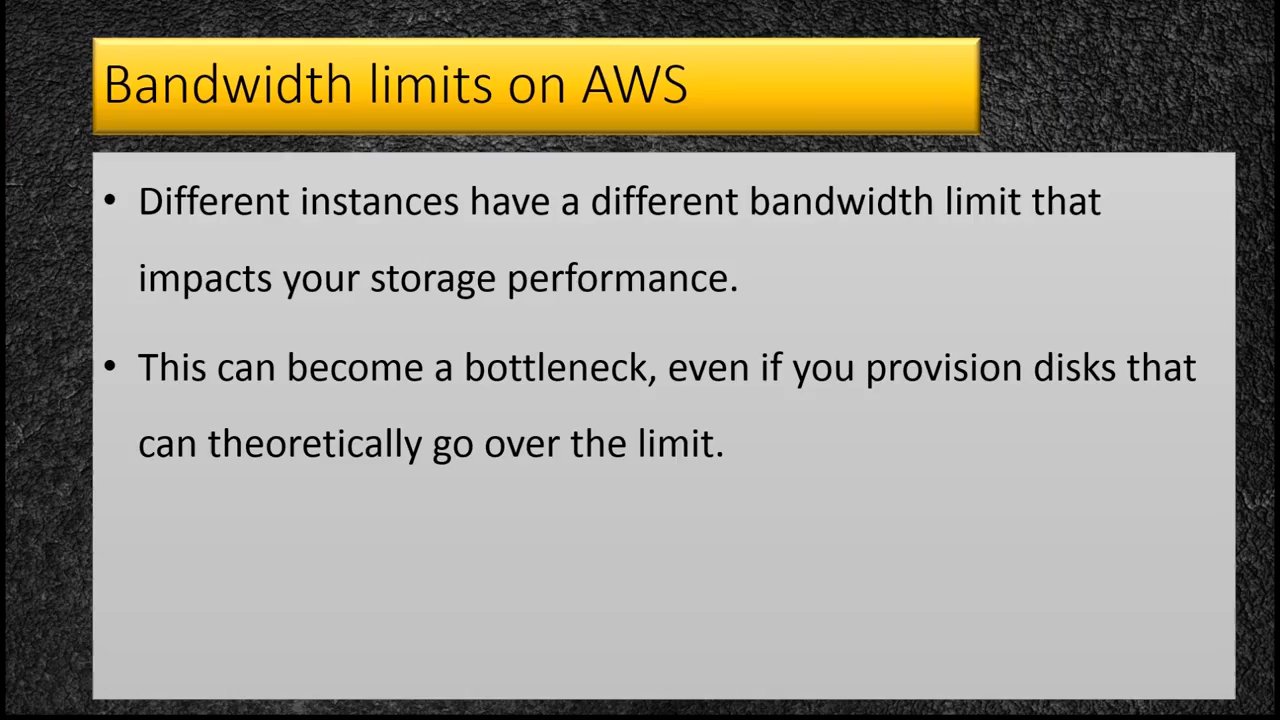 Bandwidth limits on AWS
• Different instances have a different bandwidth limit that
impacts your storage performance.
• This can become a bottleneck, even if you provision disks that
can theoretically go over the limit.